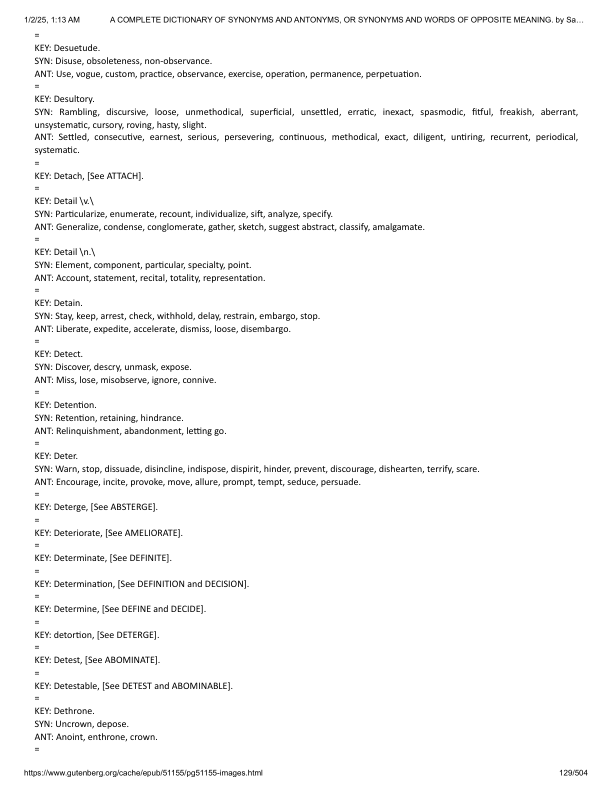 1/2/25, 1:13 AM A COMPLETE DICTIONARY OF SYNONYMS AND ANTONYMS, OR SYNONYMS AND WORDS OF OPPOSITE MEANING. by Sa…
=
KEY: Desuetude.
SYN: Disuse, obsoleteness, non-observance.
ANT: Use, vogue, custom, practice, observance, exercise, operation, permanence, perpetuation.
=
KEY: Desultory.
SYN: Rambling, discursive, loose, unmethodical, superficial, unsettled, erratic, inexact, spasmodic, fitful, freakish, aberrant,
unsystematic, cursory, roving, hasty, slight.
ANT: Settled, consecutive, earnest, serious, persevering, continuous, methodical, exact, diligent, untiring, recurrent, periodical,
systematic.
=
KEY: Detach, [See ATTACH].
=
KEY: Detail \v.\
SYN: Particularize, enumerate, recount, individualize, sift, analyze, specify.
ANT: Generalize, condense, conglomerate, gather, sketch, suggest abstract, classify, amalgamate.
=
KEY: Detail \n.\
SYN: Element, component, particular, specialty, point.
ANT: Account, statement, recital, totality, representation.
=
KEY: Detain.
SYN: Stay, keep, arrest, check, withhold, delay, restrain, embargo, stop.
ANT: Liberate, expedite, accelerate, dismiss, loose, disembargo.
=
KEY: Detect.
SYN: Discover, descry, unmask, expose.
ANT: Miss, lose, misobserve, ignore, connive.
=
KEY: Detention.
SYN: Retention, retaining, hindrance.
ANT: Relinquishment, abandonment, letting go.
=
KEY: Deter.
SYN: Warn, stop, dissuade, disincline, indispose, dispirit, hinder, prevent, discourage, dishearten, terrify, scare.
ANT: Encourage, incite, provoke, move, allure, prompt, tempt, seduce, persuade.
=
KEY: Deterge, [See ABSTERGE].
=
KEY: Deteriorate, [See AMELIORATE].
=
KEY: Determinate, [See DEFINITE].
=
KEY: Determination, [See DEFINITION and DECISION].
=
KEY: Determine, [See DEFINE and DECIDE].
=
KEY: detortion, [See DETERGE].
=
KEY: Detest, [See ABOMINATE].
=
KEY: Detestable, [See DETEST and ABOMINABLE].
=
KEY: Dethrone.
SYN: Uncrown, depose.
ANT: Anoint, enthrone, crown.
=
https://www.gutenberg.org/cache/epub/51155/pg51155-images.html 129/504